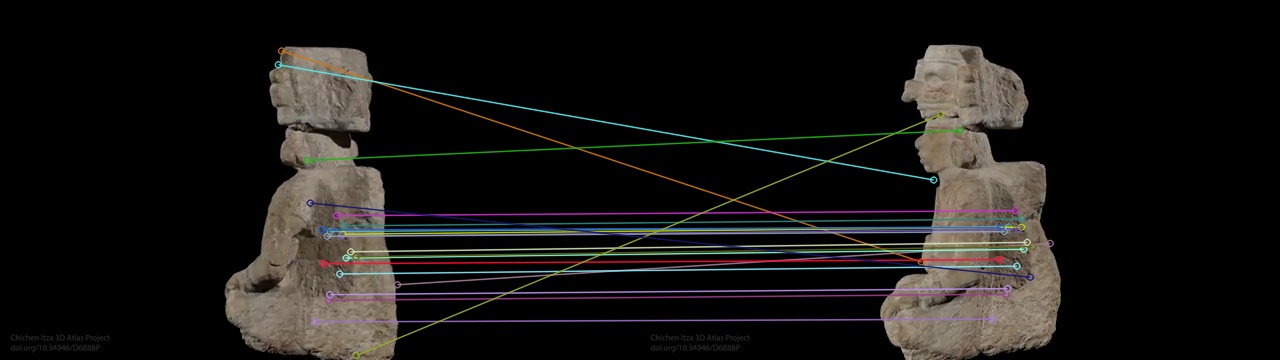 Chichen Itza 3D Atlas Project
doi.org/10.34946/D6B88P
Chichen Itza 3D Atlas Project
doi.org/10.34946/D6B88P